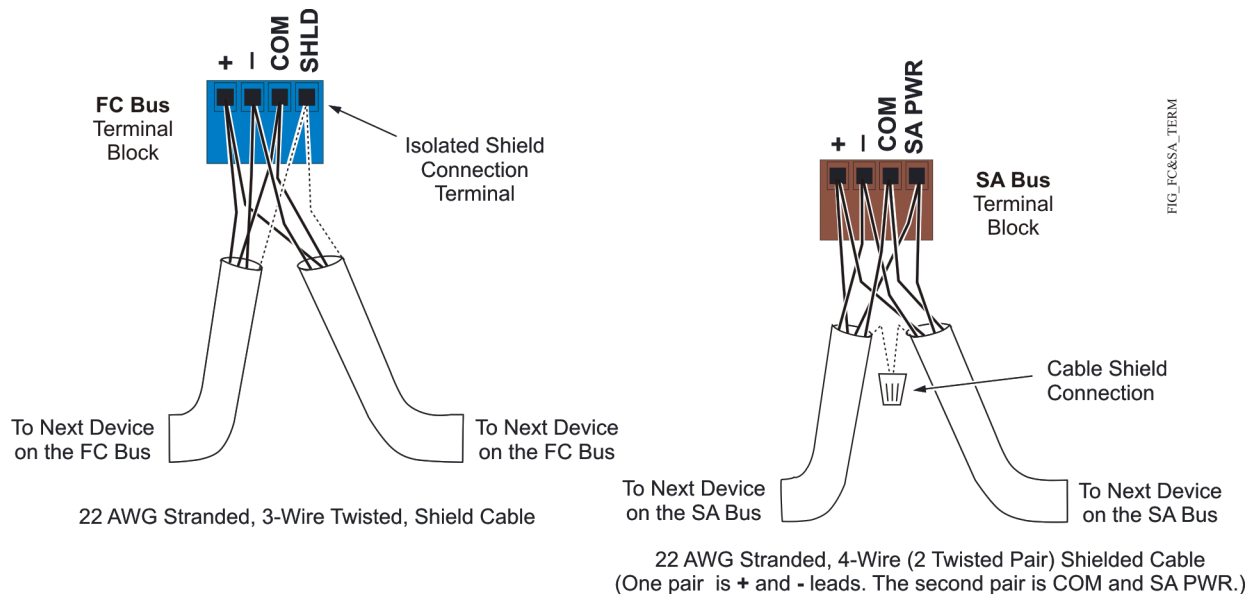 +
–
COM
SHLD
FC Bus
Terminal
Block
Isolated Shield
Connection
Terminal
To Next Device
on the FC Bus
To Next Device
on the FC Bus
22 AWG Stranded, 3-Wire Twisted, Shield Cable
+
–
COM
SA PWR
SA Bus
Terminal
Block
FIG_FC&SA_TERM
Cable Shield
Connection
To Next Device
on the SA Bus
To Next Device
on the SA Bus
22 AWG Stranded, 4-Wire (2 Twisted Pair) Shielded Cable
(One pair is + and - leads. The second pair is COM and SA PWR.)